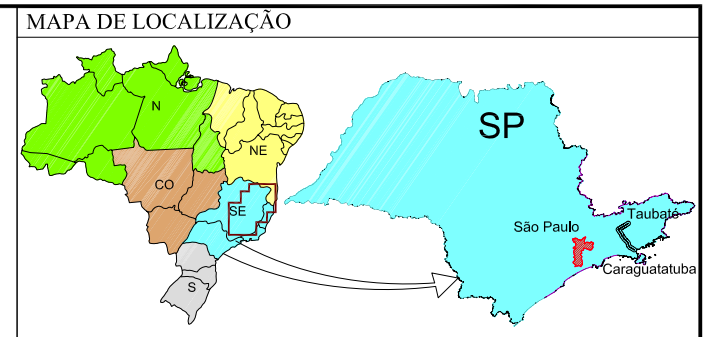 MAPA DE LOCALIZAÇÃO
N
NE
CO
SE
S
SP
São Paulo
Taubaté
Caraguatatuba